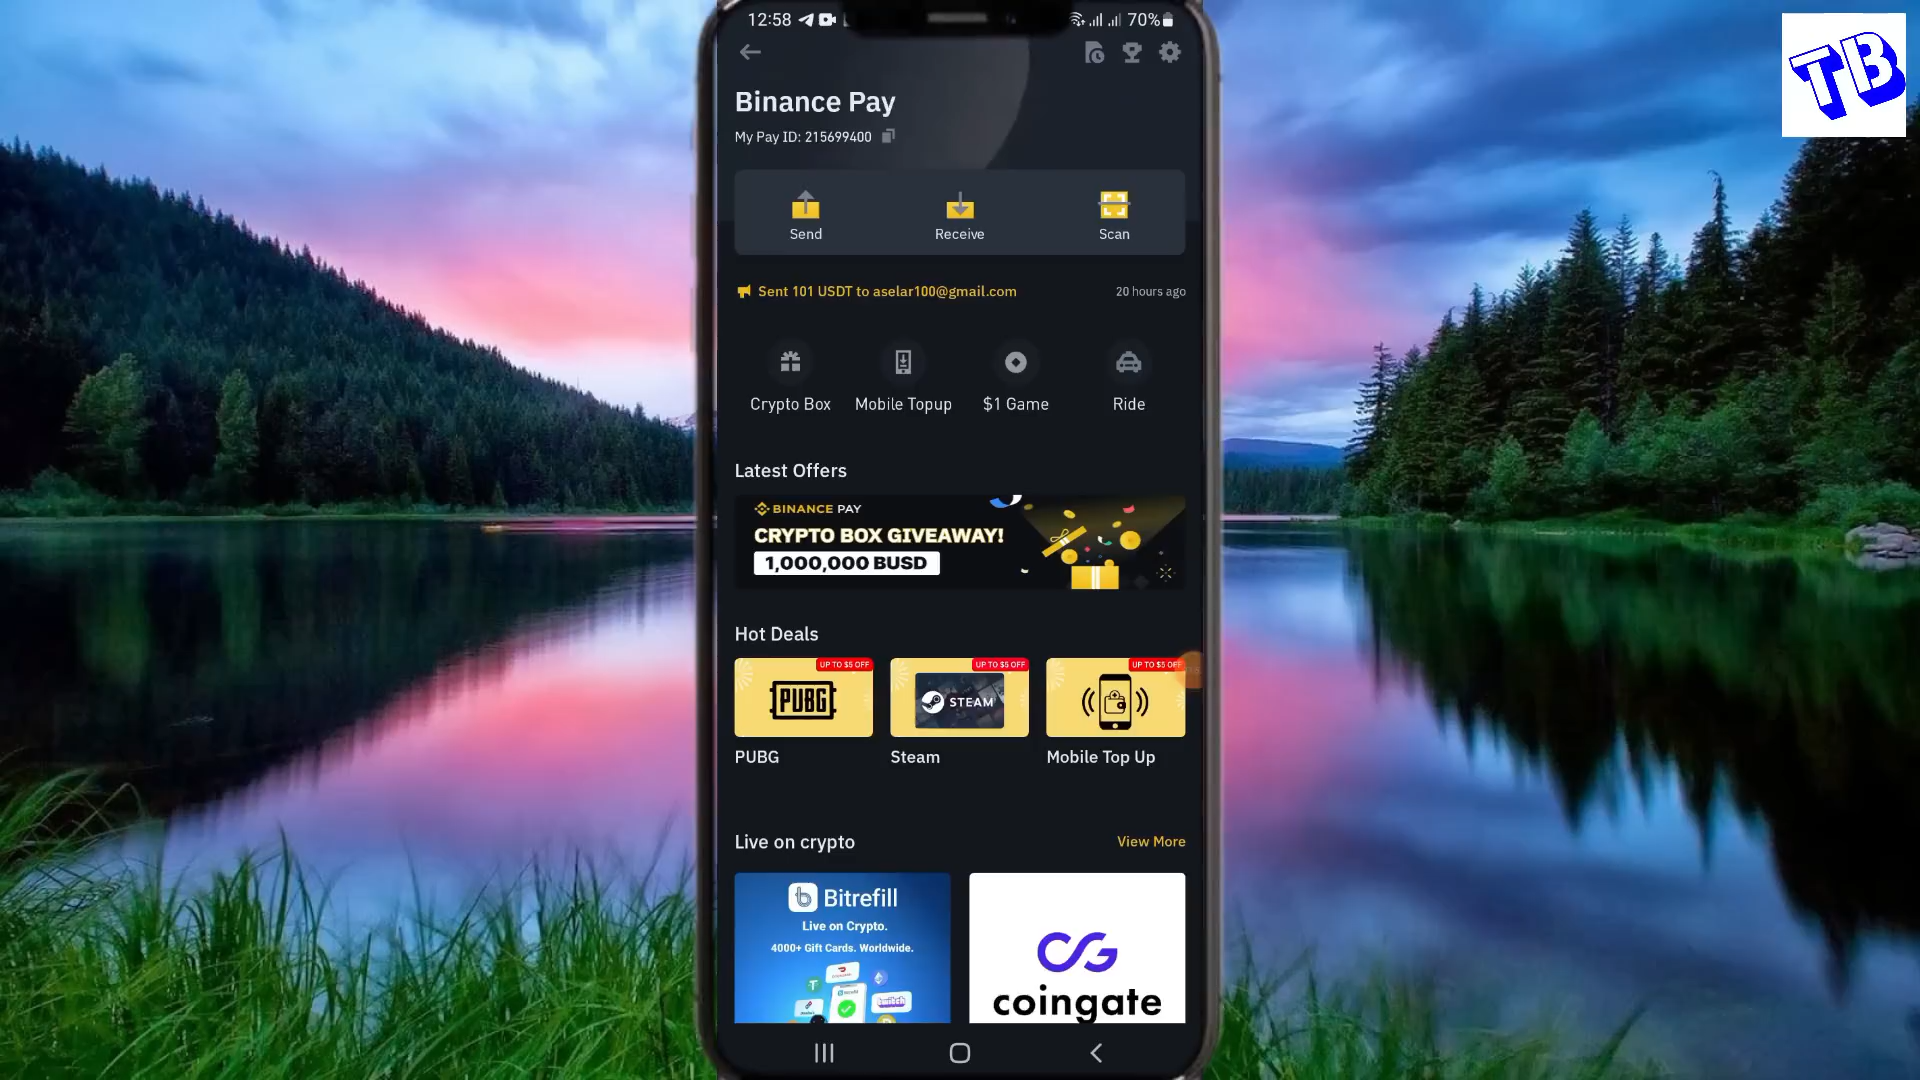 12:58
70%
TB
Binance Pay
My Pay ID: 215699400
Send
Receive
Scan
Sent 101 USDT to aselar100@gmail.com
20 hours ago
Crypto Box
Mobile Topup
$1 Game
Ride
Latest Offers
BINANCE PAY
CRYPTO BOX GIVEAWAY!
1,000,000 BUSD
Hot Deals
UP TO $5 OFF
UP TO $5 OFF
UP TO $5 OFF
PUBG
STEAM
PUBG
Steam
Mobile Top Up
Live on crypto
View More
Bitrefill
Live on Crypto.
4000+ Gift Cards. Worldwide.
twitch
coingate